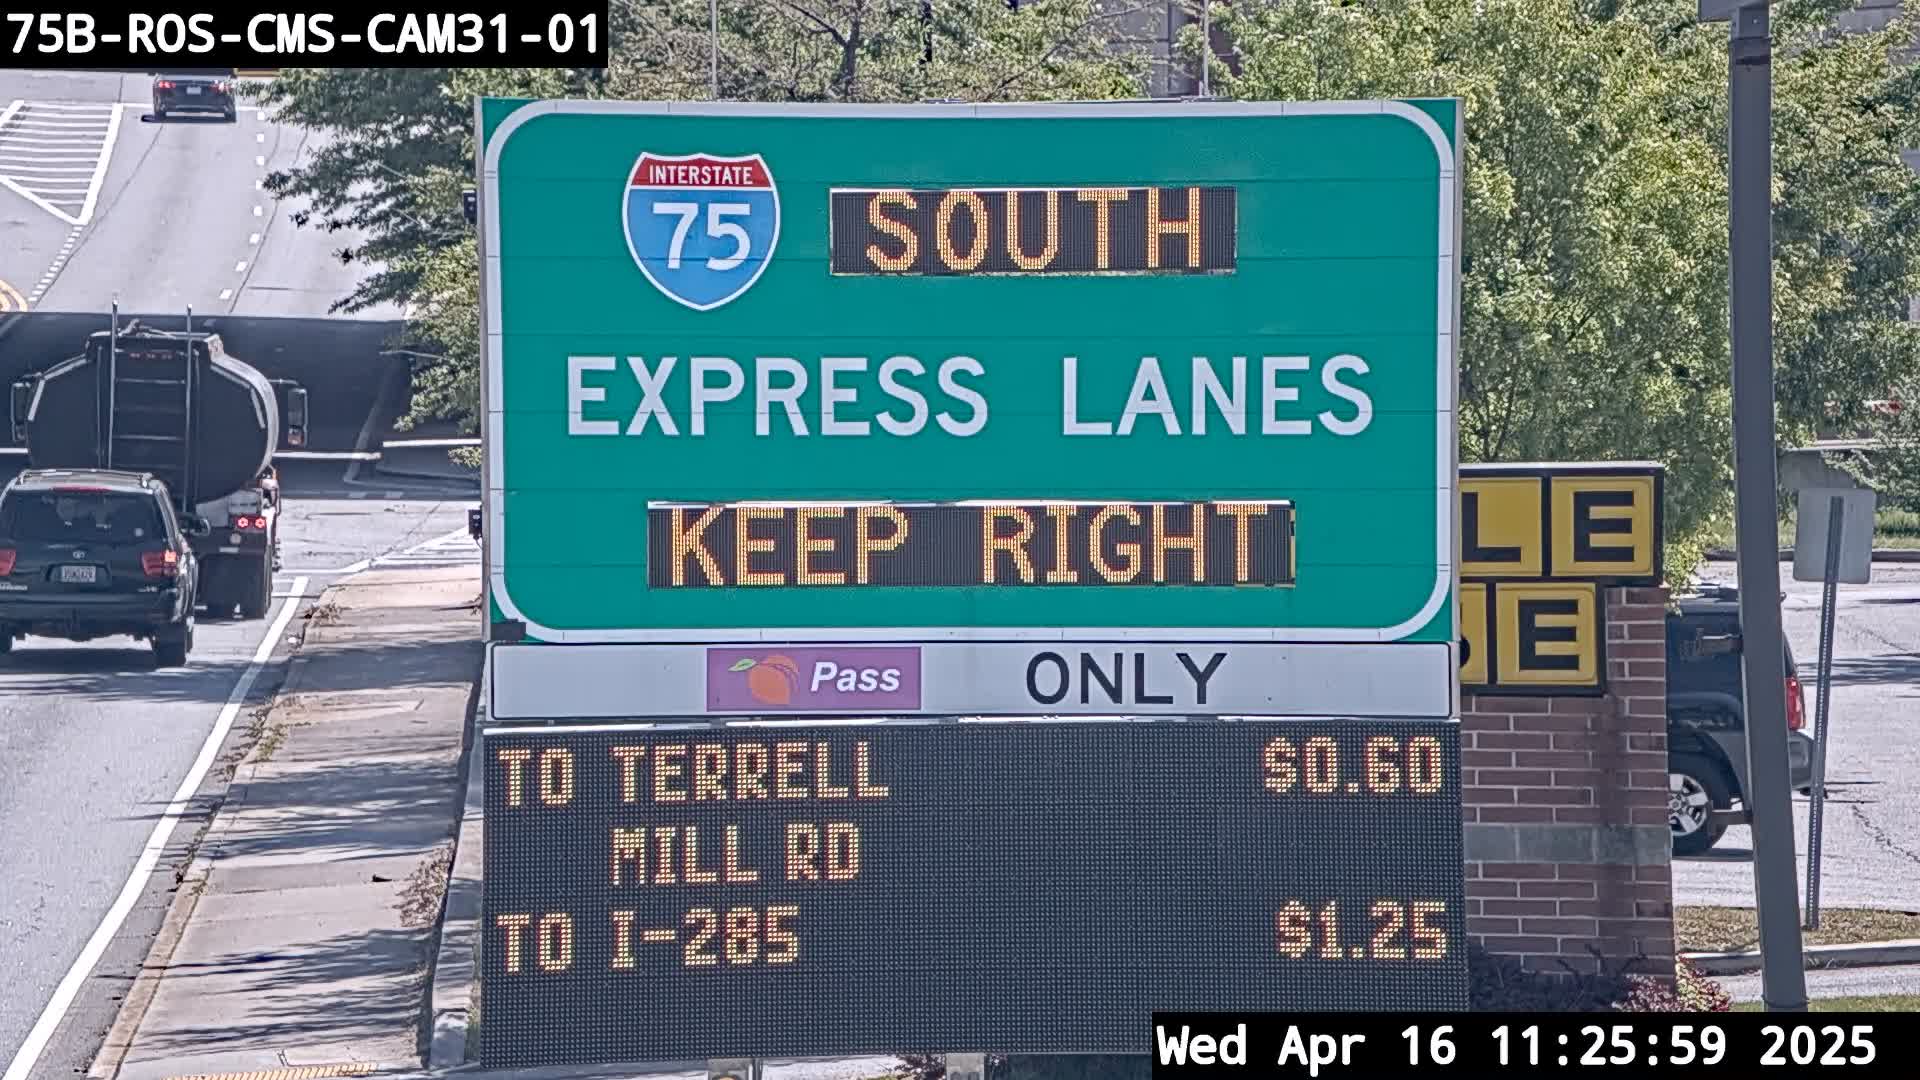 75B-ROS-CMS-CAM31-01
INTERSTATE
75
SOUTH
EXPRESS LANES
KEEP RIGHT
Pass ONLY
TO TERRELL $0.60
MILL RD
TO I-285 $1.25
LE
E
Wed Apr 16 11:25:59 2025